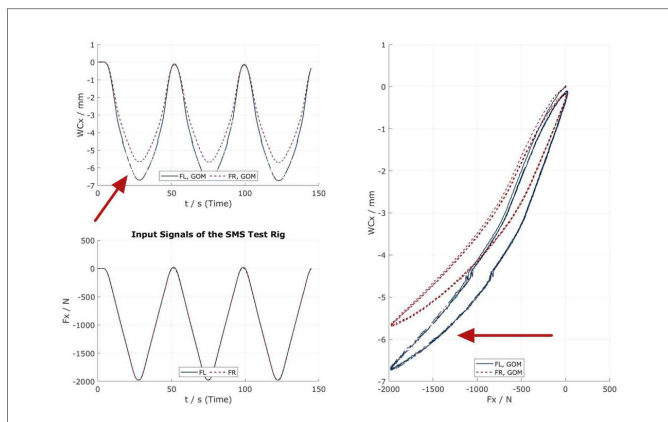 1
0
-1
-2
-3
-4
-5
-6
-7
WCx / mm
FL, GOM FR, GOM
0 50 100 150
t / s (Time)
Input Signals of the SMS Test Rig
500
0
-500
-1000
-1500
-2000
Fx / N
FL FR
0 50 100 150
t / s (Time)
1
0
-1
-2
-3
-4
-5
-6
-7
WCx / mm
FL, GOM
FR, GOM
-2000 -1500 -1000 -500 0 500
Fx / N